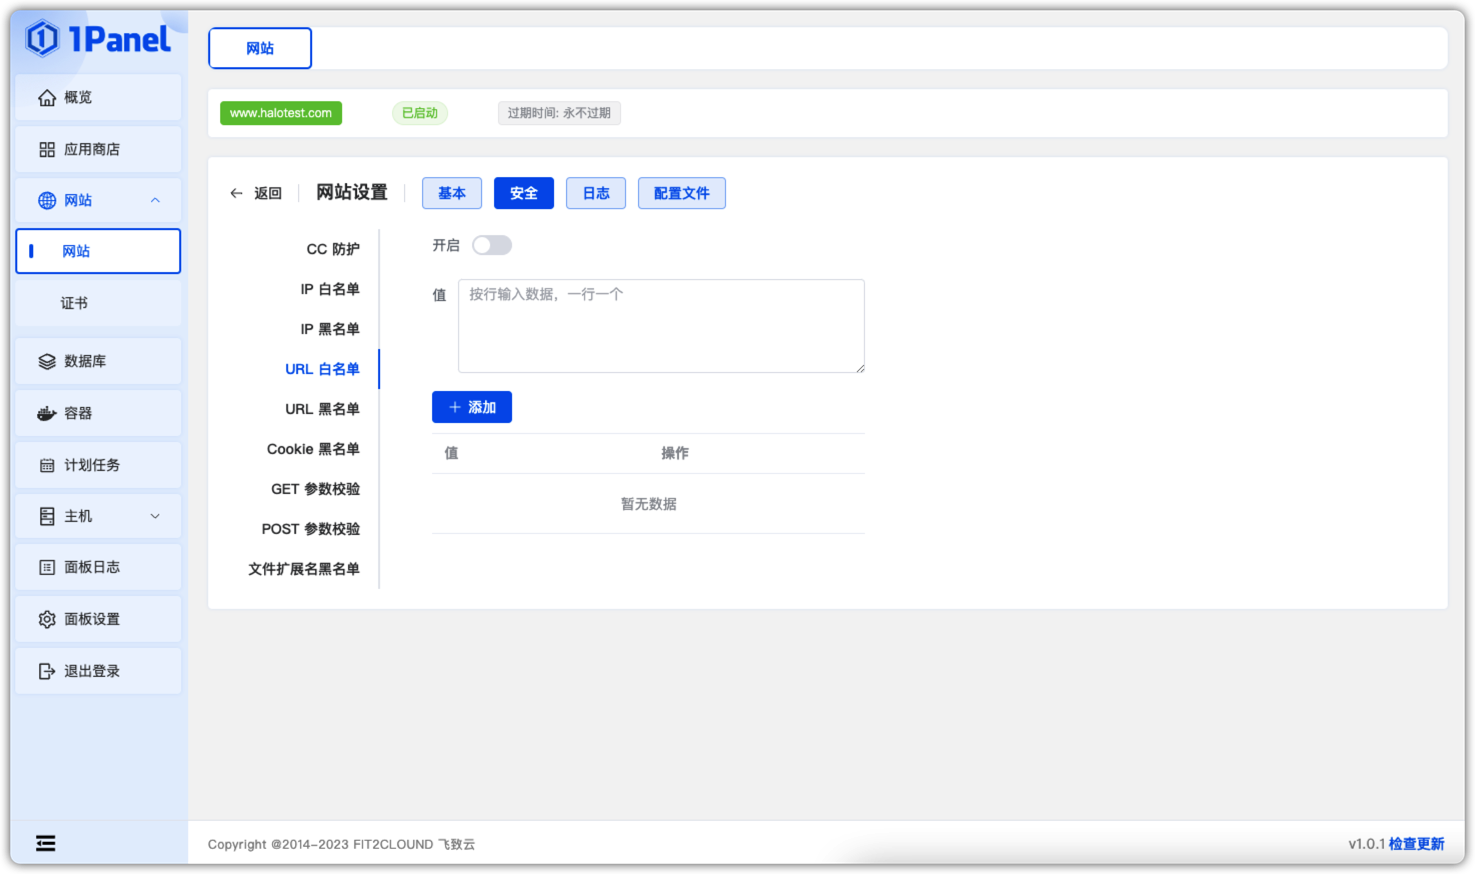 1Panel
概览
应用商店
网站
网站
证书
数据库
容器
计划任务
主机
面板日志
面板设置
退出登录
网站
www.halotest.com
已启动
过期时间: 永不过期
返回
网站设置
基本
安全
日志
配置文件
CC 防护
IP 白名单
IP 黑名单
URL 白名单
URL 黑名单
Cookie 黑名单
GET 参数校验
POST 参数校验
文件扩展名黑名单
开启
值
按行输入数据，一行一个
添加
值 操作
暂无数据
Copyright @2014-2023 FIT2CLOUND 飞致云
v1.0.1 检查更新